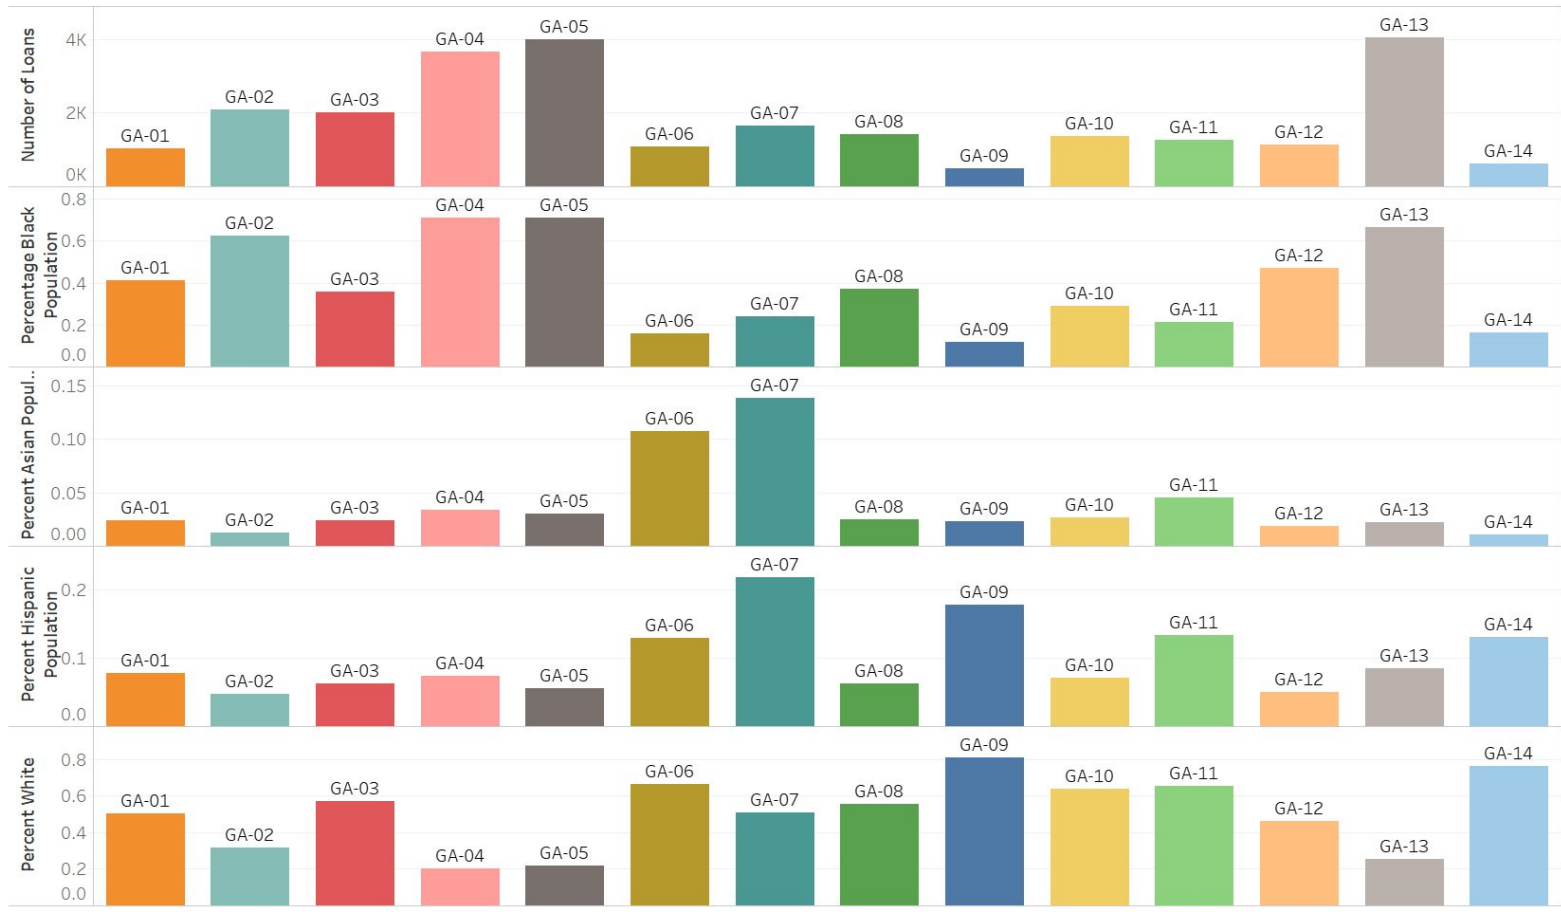 Number of Loans
4K
2K
0K
GA-01
GA-02
GA-03
GA-04
GA-05
GA-06
GA-07
GA-08
GA-09
GA-10
GA-11
GA-12
GA-13
GA-14
Percentage Black
Population
0.8
0.6
0.4
0.2
0.0
GA-01
GA-02
GA-03
GA-04
GA-05
GA-06
GA-07
GA-08
GA-09
GA-10
GA-11
GA-12
GA-13
GA-14
Percent Asian Popul..
0.15
0.10
0.05
0.00
GA-01
GA-02
GA-03
GA-04
GA-05
GA-06
GA-07
GA-08
GA-09
GA-10
GA-11
GA-12
GA-13
GA-14
Percent Hispanic
Population
0.2
0.1
0.0
GA-01
GA-02
GA-03
GA-04
GA-05
GA-06
GA-07
GA-08
GA-09
GA-10
GA-11
GA-12
GA-13
GA-14
Percent White
0.8
0.6
0.4
0.2
0.0
GA-01
GA-02
GA-03
GA-04
GA-05
GA-06
GA-07
GA-08
GA-09
GA-10
GA-11
GA-12
GA-13
GA-14